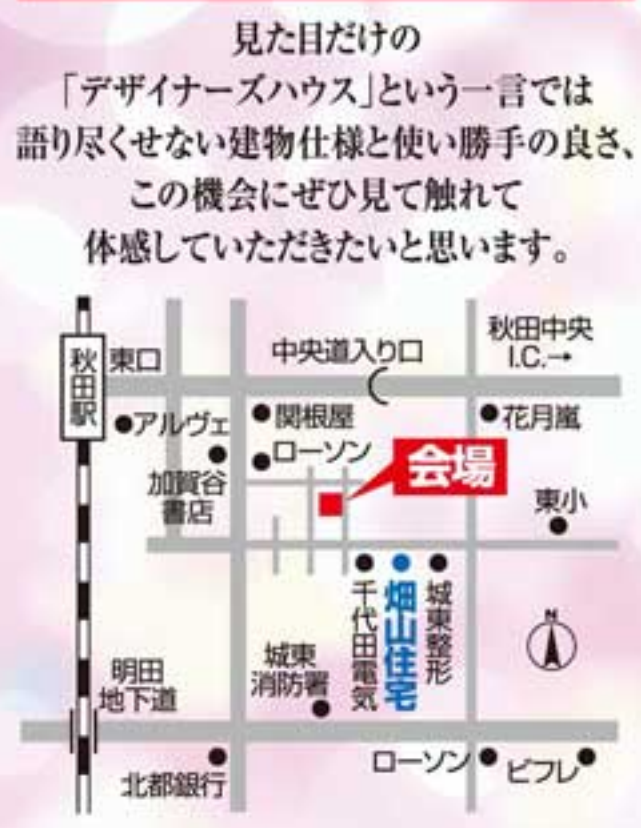 見た目だけの
「デザイナーズハウス」という一言では
語り尽くせない建物仕様と使い勝手の良さ、
この機会にぜひ見て触れて
体感していただきたいと思います。
秋田駅
東口
中央道入り口
秋田中央
I.C.→
アルヴェ
関根屋
花月嵐
ローソン
加賀谷
書店
会場
東小
千代田電気
畑山住宅
城東整形
N
明田
地下道
城東
消防署
北都銀行
ローソン
ビフレ